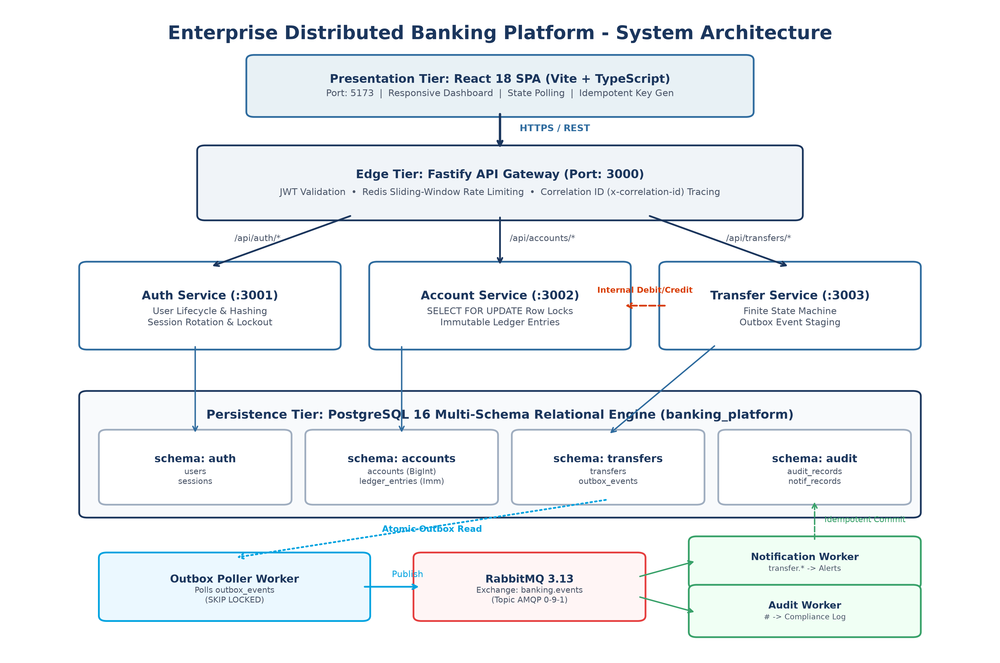 Enterprise Distributed Banking Platform - System Architecture
Presentation Tier: React 18 SPA (Vite + TypeScript)
Port: 5173 | Responsive Dashboard | State Polling | Idempotent Key Gen
HTTPS / REST
Edge Tier: Fastify API Gateway (Port: 3000)
JWT Validation • Redis Sliding-Window Rate Limiting • Correlation ID (x-correlation-id) Tracing
/api/auth/*
/api/accounts/*
/api/transfers/*
Auth Service (:3001)
User Lifecycle & Hashing
Session Rotation & Lockout
Account Service (:3002)
SELECT FOR UPDATE Row Locks
Immutable Ledger Entries
Internal Debit/Credit
Transfer Service (:3003)
Finite State Machine
Outbox Event Staging
Persistence Tier: PostgreSQL 16 Multi-Schema Relational Engine (banking_platform)
schema: auth
users
sessions
schema: accounts
accounts (BigInt)
ledger_entries (Imm)
schema: transfers
transfers
outbox_events
schema: audit
audit_records
notif_records
Atomic Outbox Read
Idempotent Commit
Outbox Poller Worker
Polls outbox_events
(SKIP LOCKED)
Publish
RabbitMQ 3.13
Exchange: banking.events
(Topic AMQP 0-9-1)
Notification Worker
transfer.* -> Alerts
Audit Worker
# -> Compliance Log